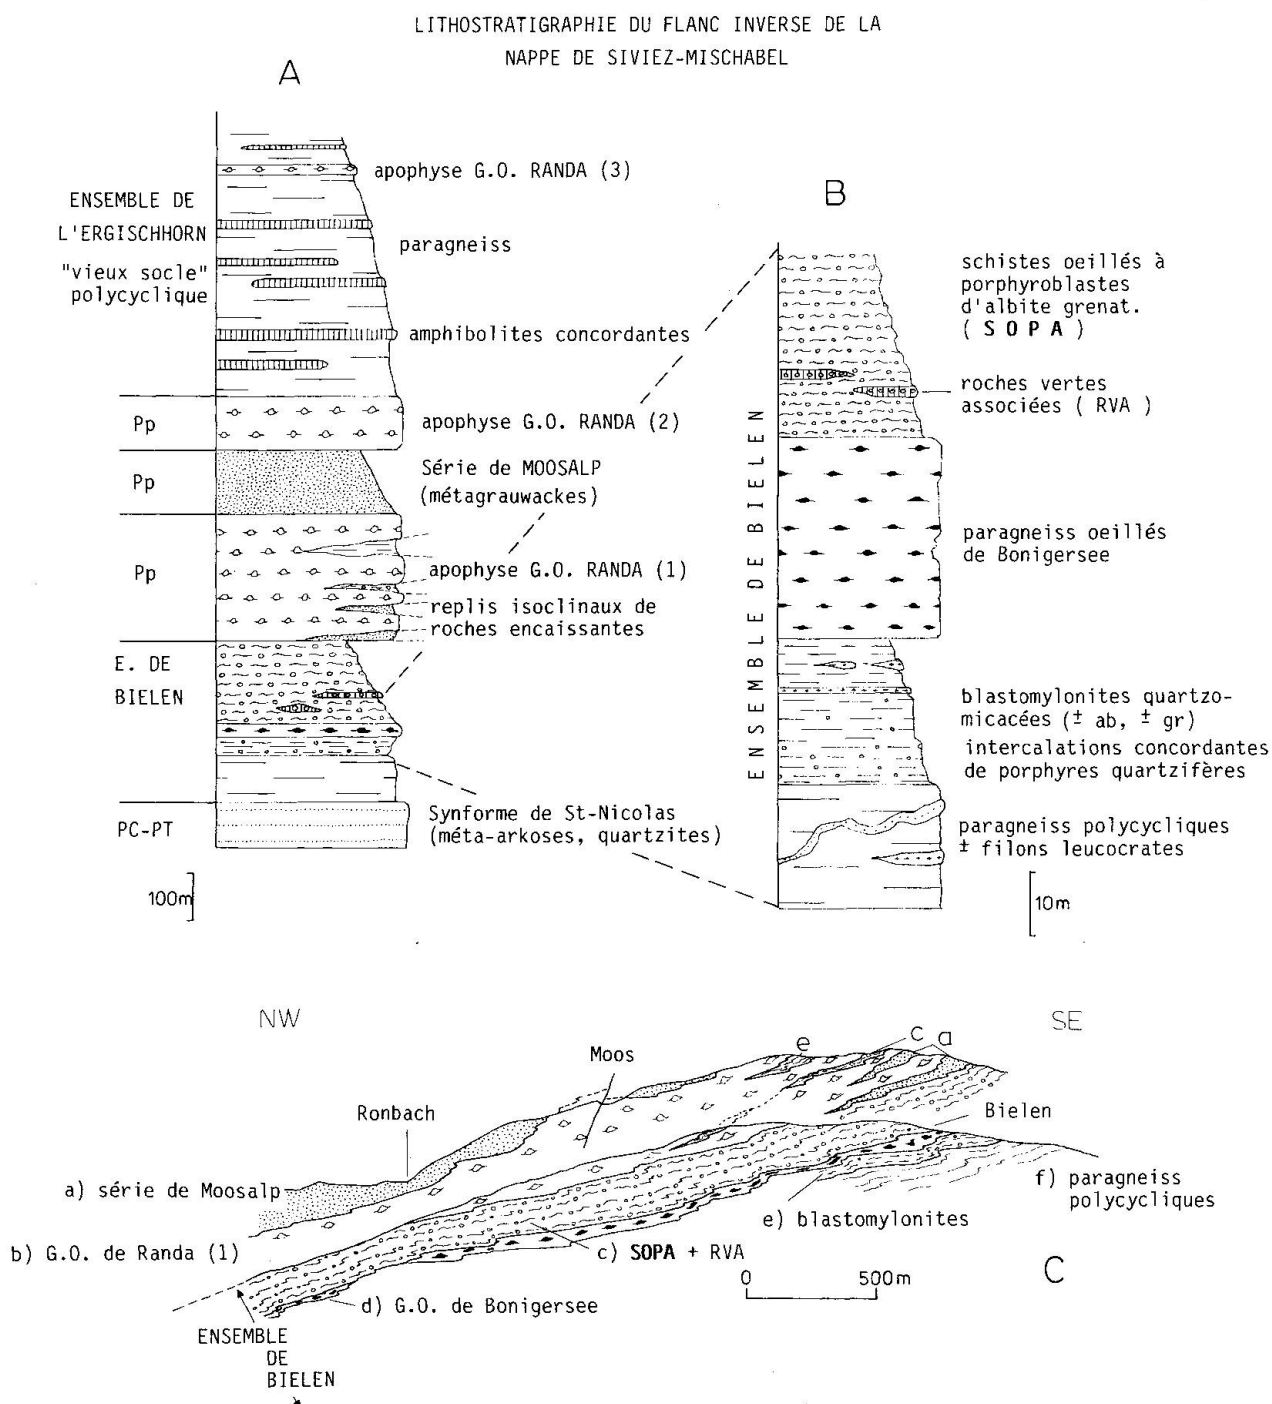 LITHOSTRATIGRAPHIE DU FLANC INVERSE DE LA
NAPPE DE SIVIEZ-MISCHABEL
A
apophyse G.O. RANDA (3)
ENSEMBLE DE
L'ERGISCHHORN
"vieux socle"
polycyclique
paragneiss
amphibolites concordantes
Pp
apophyse G.O. RANDA (2)
Pp
Série de MOOSALP
(métagrauwackes)
Pp
apophyse G.O. RANDA (1)
replis isoclinaux de
roches encaissantes
E. DE
BIELEN
PC-PT
Synforme de St-Nicolas
(méta-arkoses, quartzites)
100m
B
ENSEMBLE DE BIELEN
schistes oeillés à
porphyroblastes
d'albite grenat.
( SOPA )
roches vertes
associées ( RVA )
paragneiss oeillés
de Bonigersee
blastomylonites quartzo-
micacées (± ab, ± gr)
intercalations concordantes
de porphyres quartzifères
paragneiss polycycliques
± filons leucocrates
10m
NW
SE
Moos
e
c
a
Ronbach
Bielen
a) série de Moosalp
f) paragneiss
polycycliques
e) blastomylonites
b) G.O. de Randa (1)
c) SOPA + RVA
0
500m
C
d) G.O. de Bonigersee
ENSEMBLE
DE
BIELEN